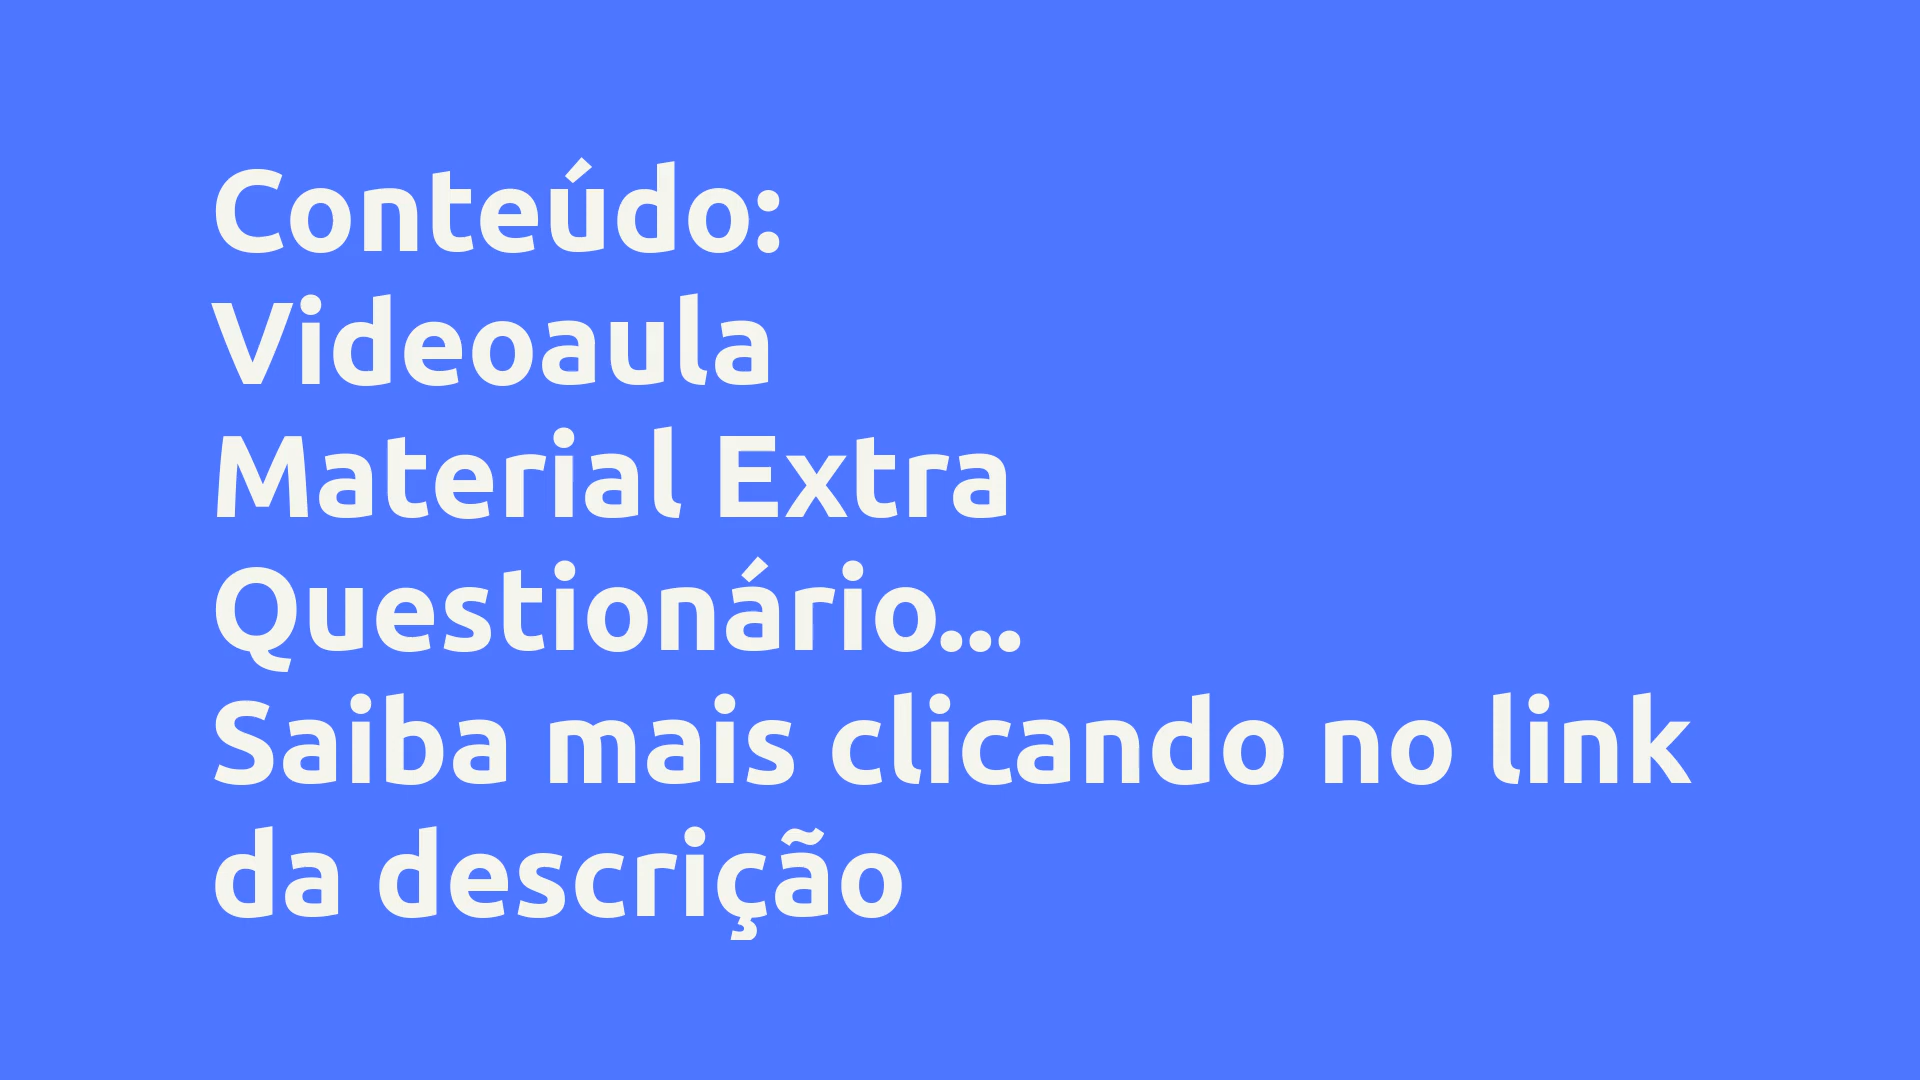 Conteúdo:
Videoaula
Material Extra
Questionário...
Saiba mais clicando no link
da descrição